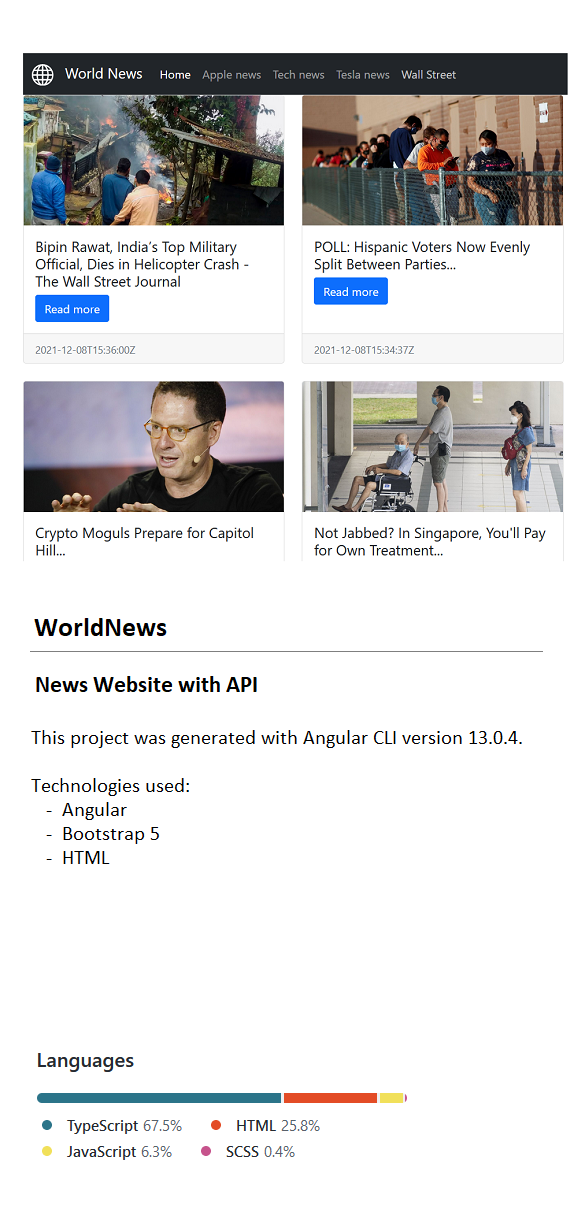 World News Home Apple news Tech news Tesla news Wall Street
Bipin Rawat, India’s Top Military
Official, Dies in Helicopter Crash -
The Wall Street Journal
Read more
2021-12-08T15:36:00Z
POLL: Hispanic Voters Now Evenly
Split Between Parties...
Read more
2021-12-08T15:34:37Z
Crypto Moguls Prepare for Capitol
Hill...
Not Jabbed? In Singapore, You'll Pay
for Own Treatment...
WorldNews
News Website with API
This project was generated with Angular CLI version 13.0.4.
Technologies used:
- Angular
- Bootstrap 5
- HTML
Languages
TypeScript 67.5% HTML 25.8%
JavaScript 6.3% SCSS 0.4%